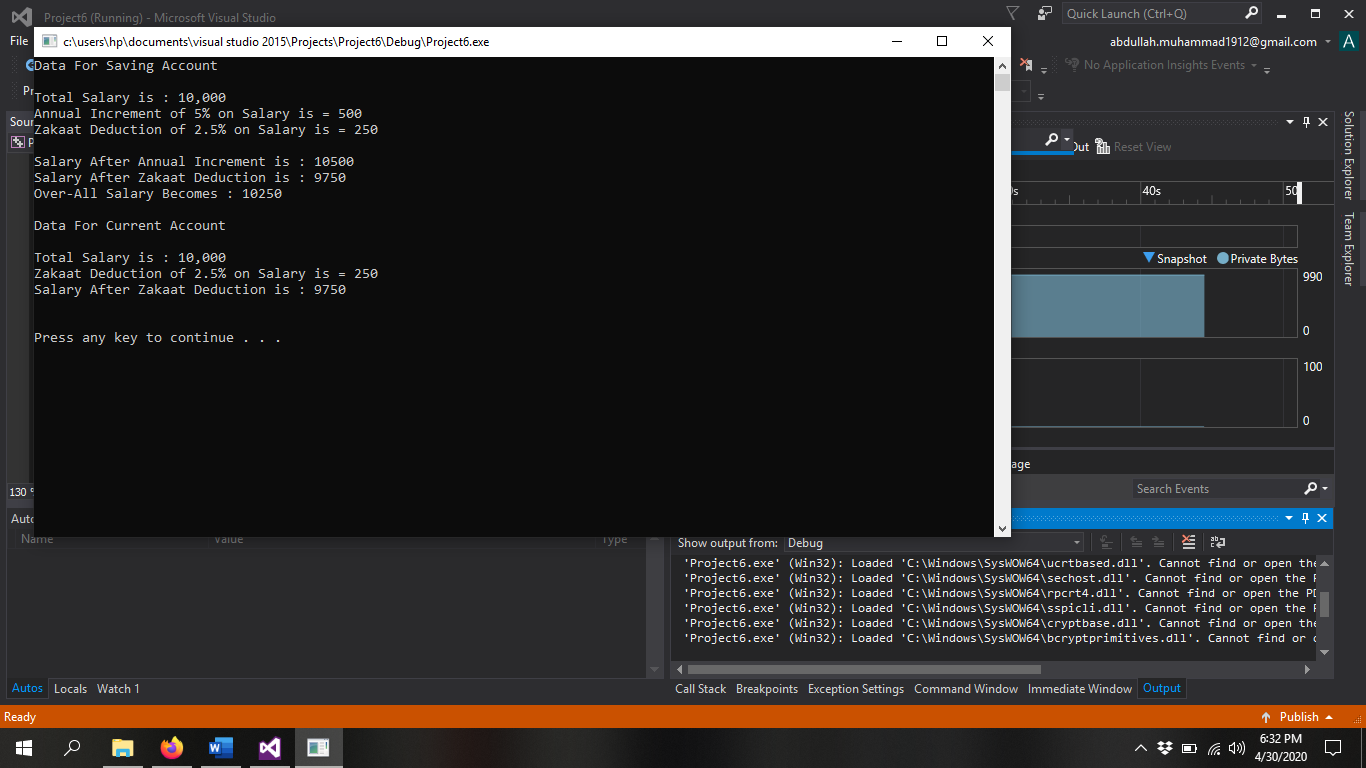 Project6 (Running) - Microsoft Visual Studio
Quick Launch (Ctrl+Q)
File
abdullah.muhammad1912@gmail.com
A
No Application Insights Events
c:\users\hp\documents\visual studio 2015\Projects\Project6\Debug\Project6.exe
Data For Saving Account
Total Salary is : 10,000
Annual Increment of 5% on Salary is = 500
Zakaat Deduction of 2.5% on Salary is = 250
Salary After Annual Increment is : 10500
Salary After Zakaat Deduction is : 9750
Over-All Salary Becomes : 10250
Data For Current Account
Total Salary is : 10,000
Zakaat Deduction of 2.5% on Salary is = 250
Salary After Zakaat Deduction is : 9750
Press any key to continue . . .
Sour
130 %
Out
Reset View
0s
40s
50
Snapshot
Private Bytes
990
0
100
0
age
Search Events
Solution Explorer
Team Explorer
Auto
Name
Value
Type
Show output from:
Debug
'Project6.exe' (Win32): Loaded 'C:\Windows\SysWOW64\ucrtbased.dll'. Cannot find or open the
'Project6.exe' (Win32): Loaded 'C:\Windows\SysWOW64\sechost.dll'. Cannot find or open the P
'Project6.exe' (Win32): Loaded 'C:\Windows\SysWOW64\rpcrt4.dll'. Cannot find or open the PD
'Project6.exe' (Win32): Loaded 'C:\Windows\SysWOW64\sspicli.dll'. Cannot find or open the P
'Project6.exe' (Win32): Loaded 'C:\Windows\SysWOW64\cryptbase.dll'. Cannot find or open the
'Project6.exe' (Win32): Loaded 'C:\Windows\SysWOW64\bcryptprimitives.dll'. Cannot find or o
Autos
Locals
Watch 1
Call Stack
Breakpoints
Exception Settings
Command Window
Immediate Window
Output
Ready
Publish
6:32 PM
4/30/2020